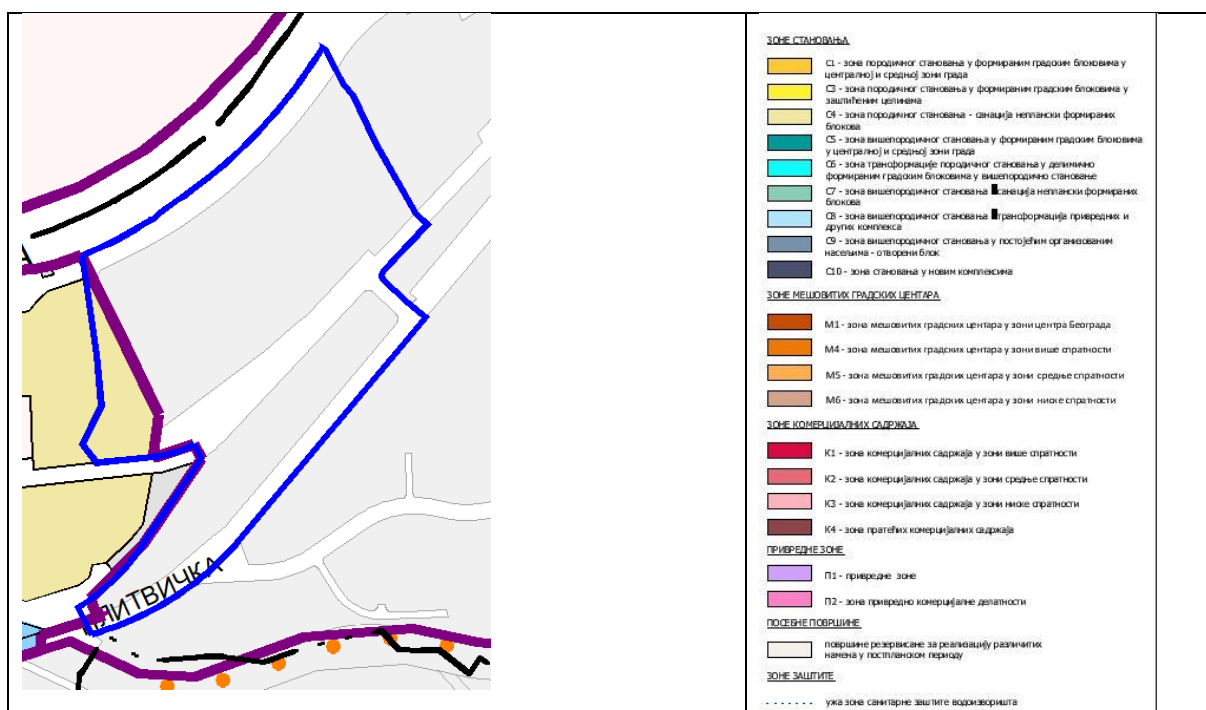 ЛИТВИЧКА
ЗОНЕ СТАНОВАЊА
С1 - зона породичног становања у формираним градским блоковима у
централној и средњој зони града
С3 - зона породичног становања у формираним градским блоковима у
заштићеним целинама
С4 - зона породичног становања - санација неплански формираних
блокова
С5 - зона вишепородичног становања у формираним градским блоковима
у централној и средњој зони града
С6 - зона трансформације породичног становања у делимично
формираним градским блоковима у вишепородично становање
С7 - зона вишепородичног становања санација неплански формираних
блокова
С8 - зона вишепородичног становања трансформација привредних и
других комплекса
С9 - зона вишепородичног становања у постојећим организованим
насељима - отворени блок
С10 - зона становања у новим комплексима
ЗОНЕ МЕШОВИТИХ ГРАДСКИХ ЦЕНТАРА
М1 - зона мешовитих градских центара у зони центра Београда
М4 - зона мешовитих градских центара у зони више спратности
М5 - зона мешовитих градских центара у зони средње спратности
М6 - зона мешовитих градских центара у зони ниске спратности
ЗОНЕ КОМЕРЦИЈАЛНИХ САДРЖАЈА
К1 - зона комерцијалних садржаја у зони више спратности
К2 - зона комерцијалних садржаја у зони средње спратности
К3 - зона комерцијалних садржаја у зони ниске спратности
К4 - зона пратећих комерцијалних садржаја
ПРИВРЕДНЕ ЗОНЕ
П1 - привредне зоне
П2 - зона привредно комерцијалне делатности
ПОСЕБНЕ ПОВРШИНЕ
површине резервисане за реализацију различитих
намена у постпланском периоду
ЗОНЕ ЗАШТИТЕ
ужа зона санитарне заштите водоизворишта